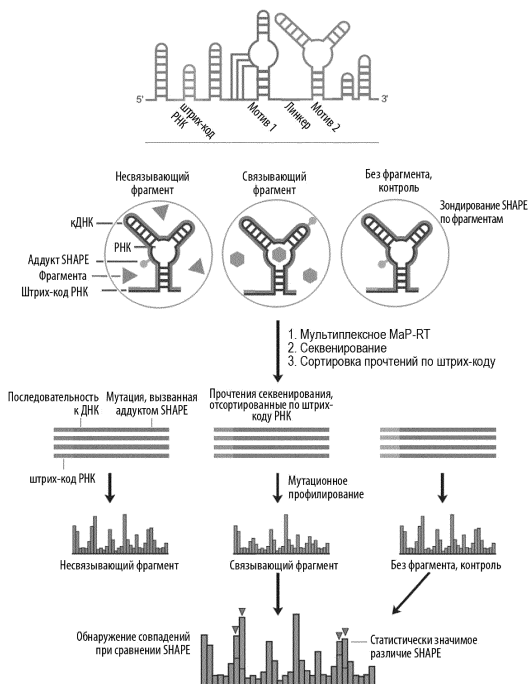 5'
3'
штрих-код
РНК
Мотив 1
Линкер
Мотив 2
Несвязывающий
фрагмент
Связывающий
фрагмент
Без фрагмента,
контроль
Зондирование SHAPE
по фрагментам
кДНК
РНК
Аддукт SHAPE
Фрагмента
Штрих-код РНК
1. Мультиплексное MaP-RT
2. Секвенирование
3. Сортировка прочтений по штрих-коду
Последовательность
к ДНК
Мутация, вызванная
аддуктом SHAPE
Прочтения секвенирования,
отсортированные по штрих-
коду РНК
штрих-код РНК
Мутационное
профилирование
Несвязывающий фрагмент
Связывающий фрагмент
Без фрагмента, контроль
Обнаружение совпадений
при сравнении SHAPE
Статистически значимое
различие SHAPE